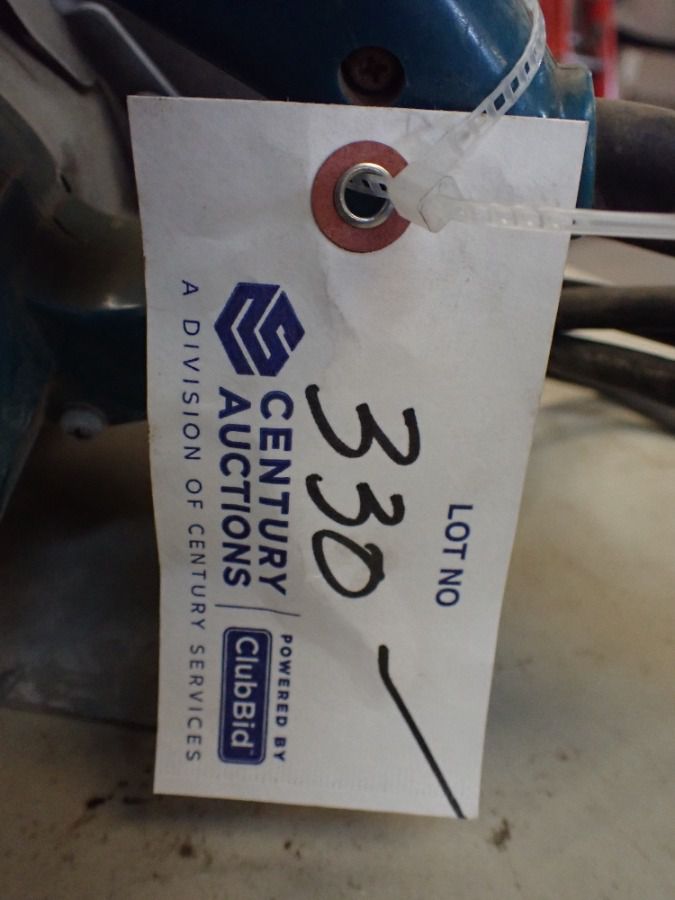 LOT NO
330
CENTURY
AUCTIONS
POWERED BY
ClubBid
A DIVISION OF CENTURY SERVICES